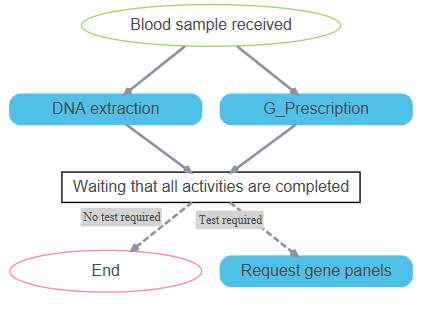 Blood sample received
DNA extraction
G_Prescription
Waiting that all activities are completed
No test required
Test required
End
Request gene panels